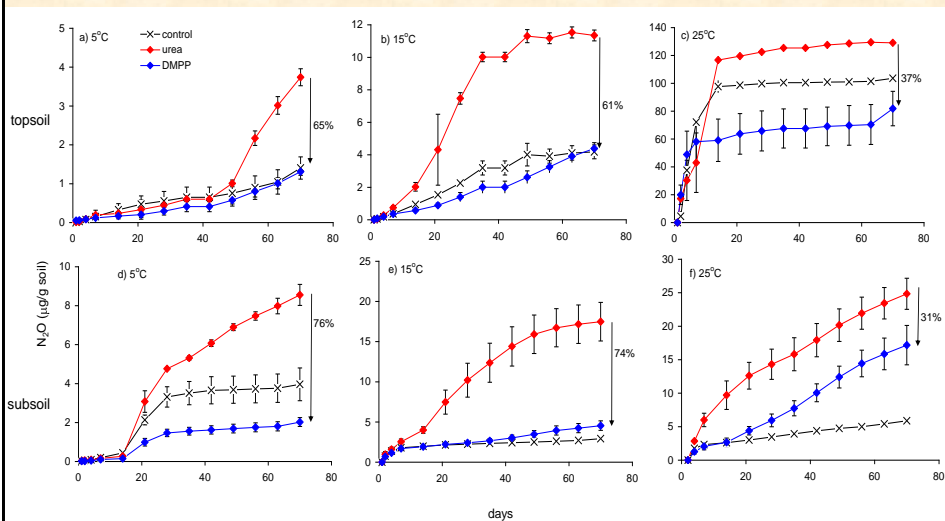 a) 5°C
control
urea
DMPP
topsoil
5
4
3
2
1
0
0 20 40 60 80
65%
b) 15°C
12
10
8
6
4
2
0
0 20 40 60 80
61%
c) 25°C
140
120
100
80
60
40
20
0
0 20 40 60 80
37%
N₂O (µg/g soil)
subsoil
d) 5°C
10
8
6
4
2
0
0 20 40 60 80
76%
e) 15°C
25
20
15
10
5
0
0 20 40 60 80
74%
f) 25°C
30
25
20
15
10
5
0
0 20 40 60 80
31%
days